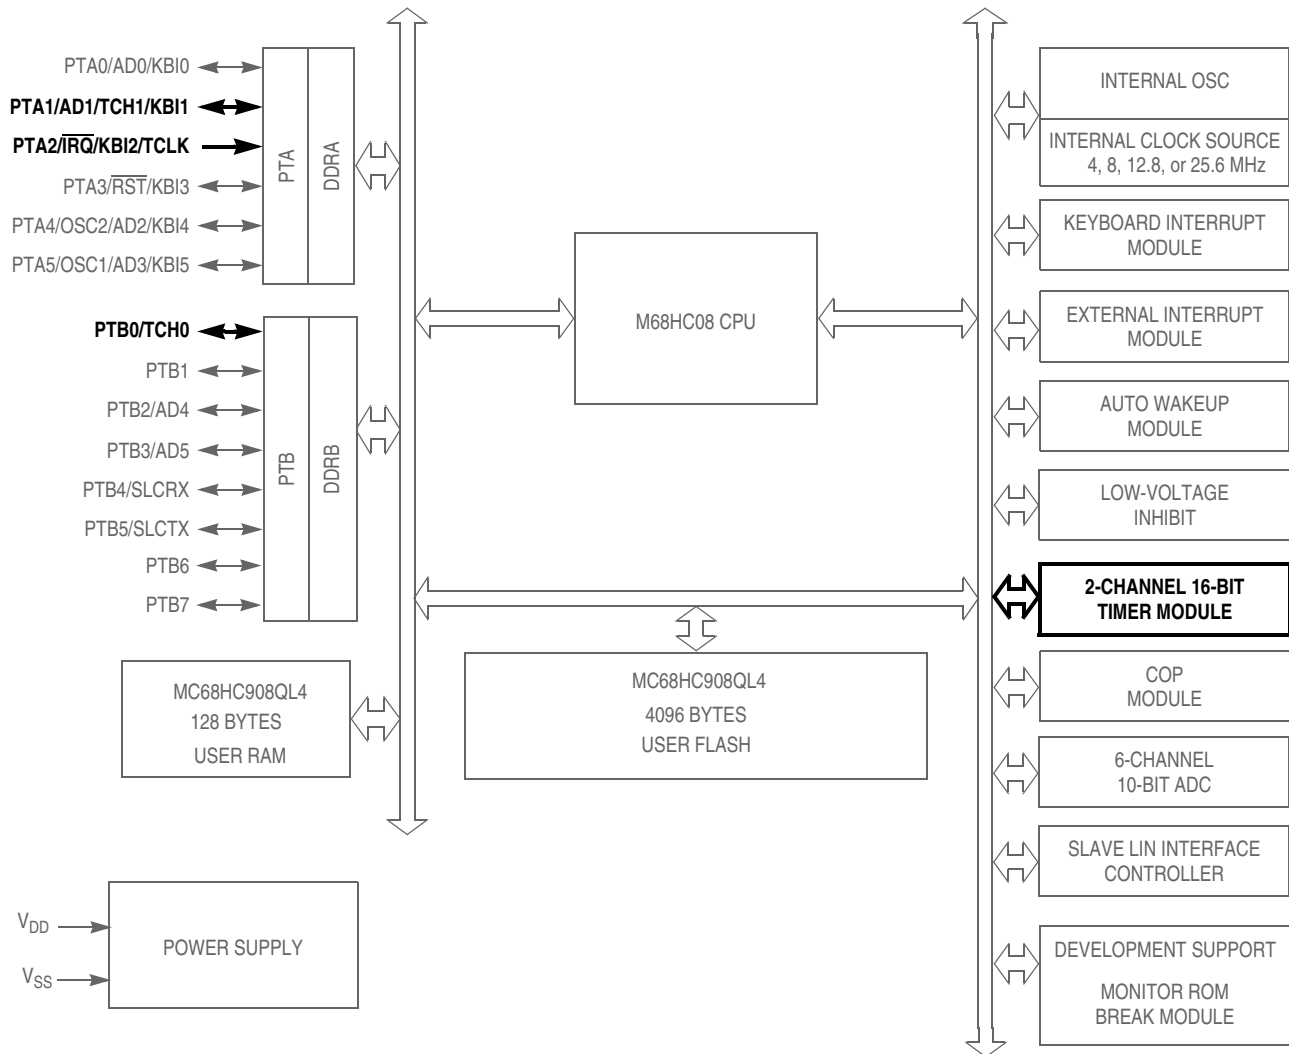 PTA0/AD0/KBI0
PTA1/AD1/TCH1/KBI1
PTA2/IRQ/KBI2/TCLK
PTA3/RST/KBI3
PTA4/OSC2/AD2/KBI4
PTA5/OSC1/AD3/KBI5
PTA
DDRA
PTB0/TCH0
PTB1
PTB2/AD4
PTB3/AD5
PTB4/SLCRX
PTB5/SLCTX
PTB6
PTB7
PTB
DDRB
M68HC08 CPU
MC68HC908QL4
128 BYTES
USER RAM
MC68HC908QL4
4096 BYTES
USER FLASH
VDD
VSS
POWER SUPPLY
INTERNAL OSC
INTERNAL CLOCK SOURCE
4, 8, 12.8, or 25.6 MHz
KEYBOARD INTERRUPT
MODULE
EXTERNAL INTERRUPT
MODULE
AUTO WAKEUP
MODULE
LOW-VOLTAGE
INHIBIT
2-CHANNEL 16-BIT
TIMER MODULE
COP
MODULE
6-CHANNEL
10-BIT ADC
SLAVE LIN INTERFACE
CONTROLLER
DEVELOPMENT SUPPORT
MONITOR ROM
BREAK MODULE